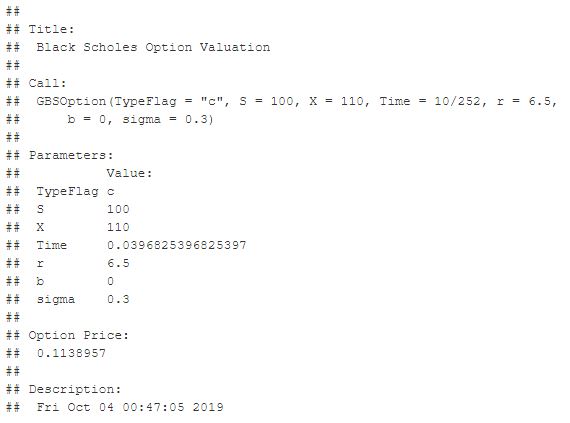 ##
## Title:
##  Black Scholes Option Valuation
##
## Call:
##  GBSOption(TypeFlag = "c", S = 100, X = 110, Time = 10/252, r = 6.5,
##      b = 0, sigma = 0.3)
##
## Parameters:
##          Value:
##  TypeFlag c
##  S        100
##  X        110
##  Time     0.0396825396825397
##  r        6.5
##  b        0
##  sigma    0.3
##
## Option Price:
##  0.1138957
##
## Description:
##  Fri Oct 04 00:47:05 2019